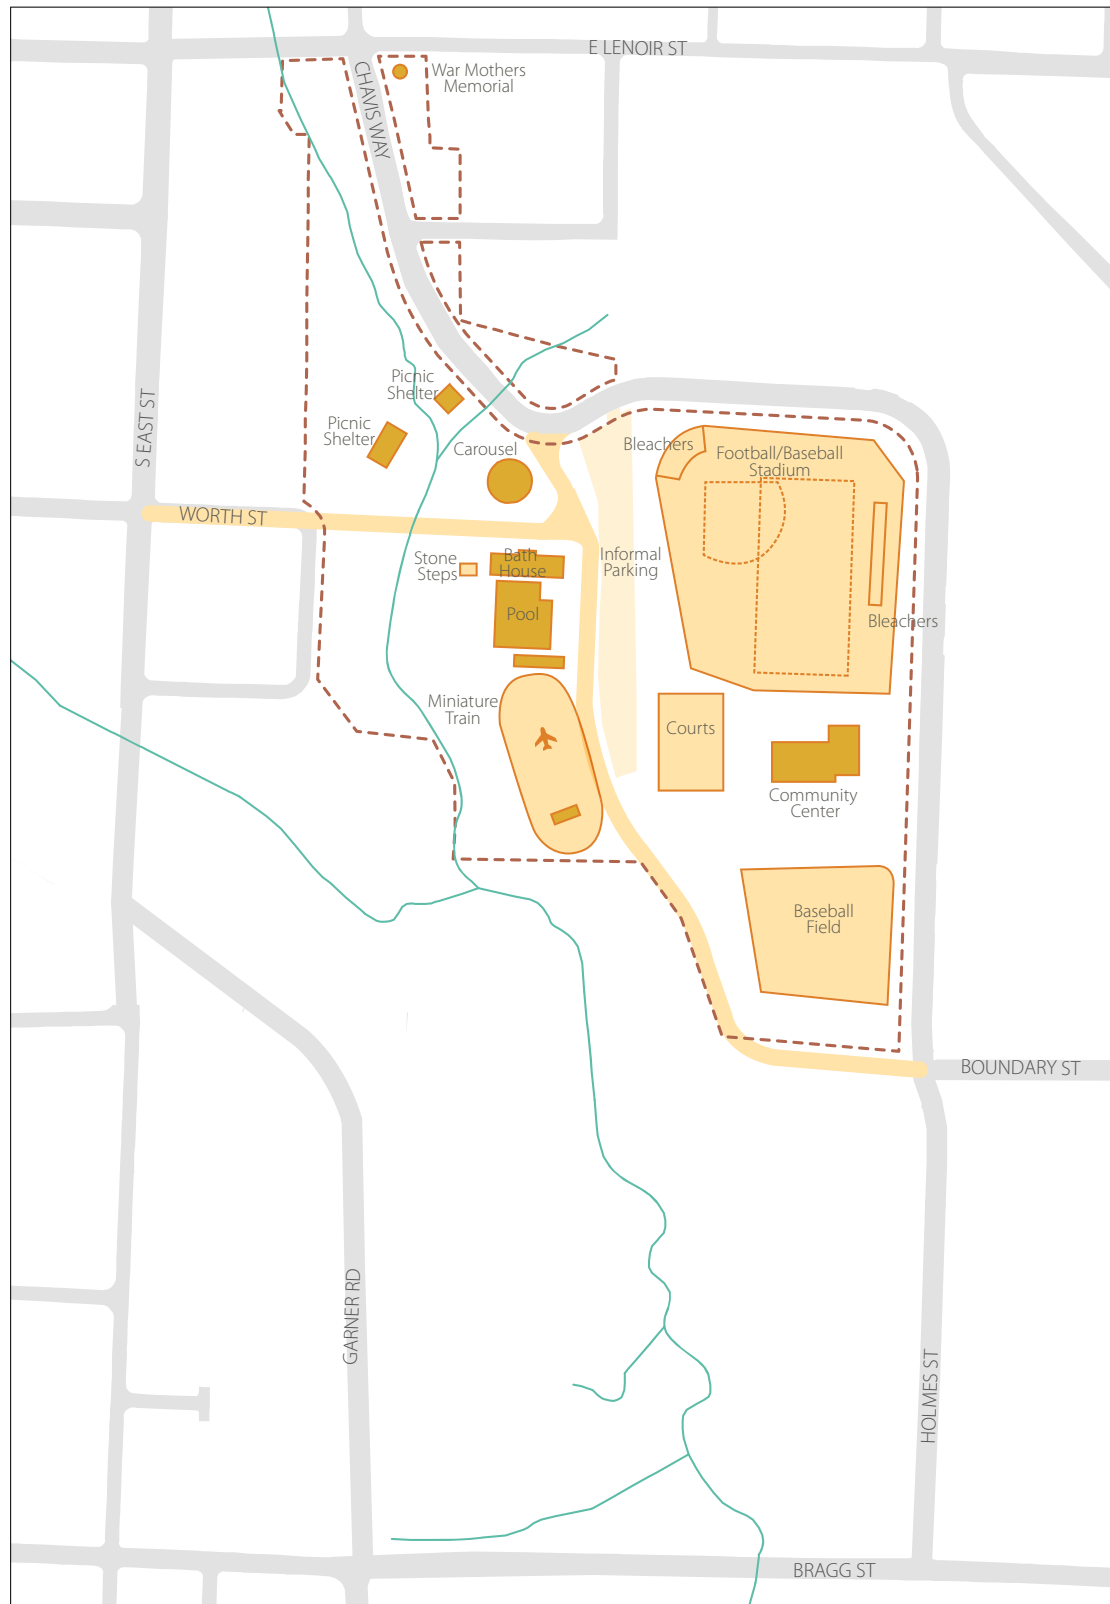 E LENOIR ST
CHAVIS WAY
War Mothers
Memorial
S EAST ST
Picnic
Shelter
Picnic
Shelter
Carousel
Bleachers
Football/Baseball
Stadium
WORTH ST
Stone
Steps
Bath
House
Informal
Parking
Pool
Bleachers
Miniature
Train
Courts
Community
Center
Baseball
Field
BOUNDARY ST
GARNER RD
HOLMES ST
BRAGG ST